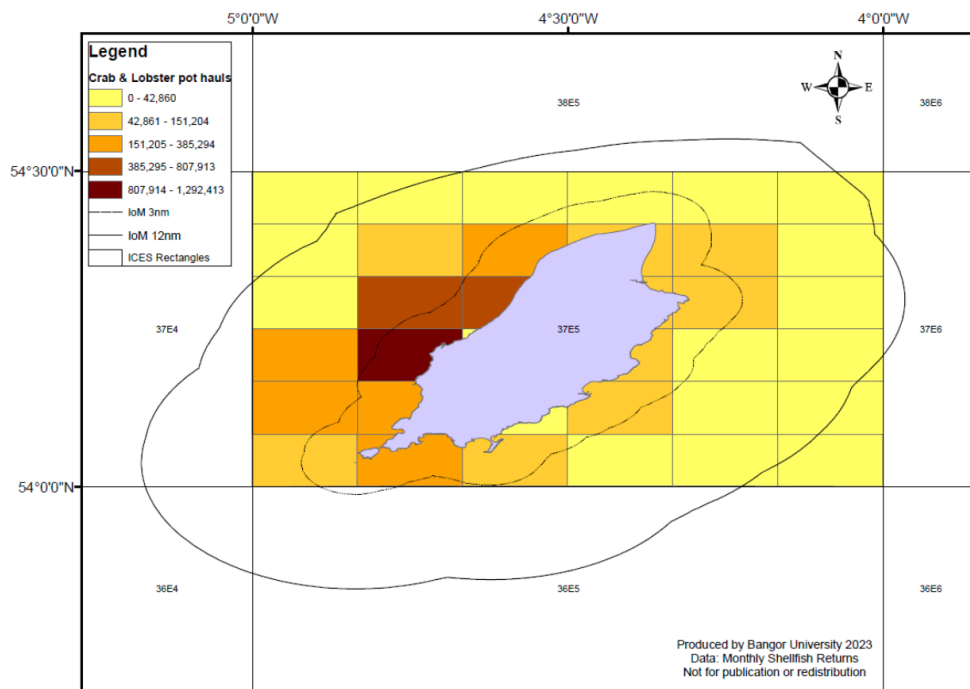 5°0'0"W
4°30'0"W
4°0'0"W
Legend
Crab & Lobster pot hauls
0 - 42,860
42,861 - 151,204
151,205 - 385,294
385,295 - 807,913
807,914 - 1,292,413
IoM 3nm
IoM 12nm
ICES Rectangles
N
W E
S
38E5
38E6
54°30'0"N
37E4
37E5
37E6
54°0'0"N
36E4
36E5
36E6
Produced by Bangor University 2023
Data: Monthly Shellfish Returns
Not for publication or redistribution